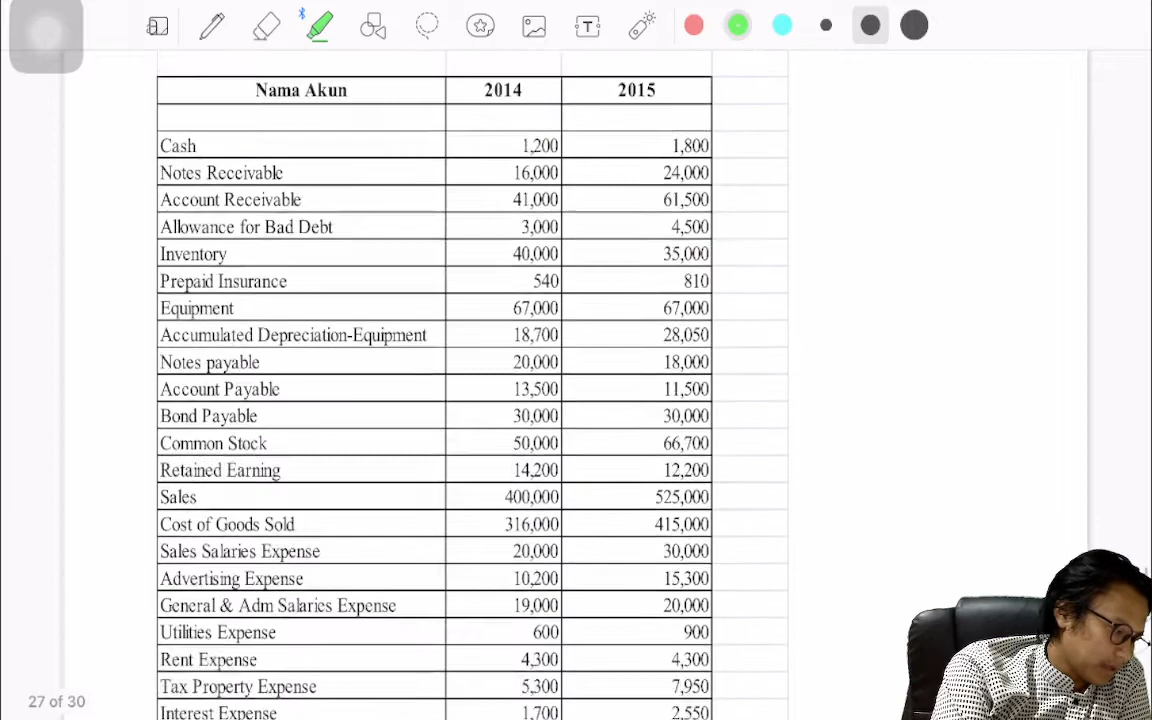 T
Nama Akun 2014 2015
Cash 1,200 1,800
Notes Receivable 16,000 24,000
Account Receivable 41,000 61,500
Allowance for Bad Debt 3,000 4,500
Inventory 40,000 35,000
Prepaid Insurance 540 810
Equipment 67,000 67,000
Accumulated Depreciation-Equipment 18,700 28,050
Notes payable 20,000 18,000
Account Payable 13,500 11,500
Bond Payable 30,000 30,000
Common Stock 50,000 66,700
Retained Earning 14,200 12,200
Sales 400,000 525,000
Cost of Goods Sold 316,000 415,000
Sales Salaries Expense 20,000 30,000
Advertising Expense 10,200 15,300
General & Adm Salaries Expense 19,000 20,000
Utilities Expense 600 900
Rent Expense 4,300 4,300
Tax Property Expense 5,300 7,950
Interest Expense 1,700 2,550
27 of 30